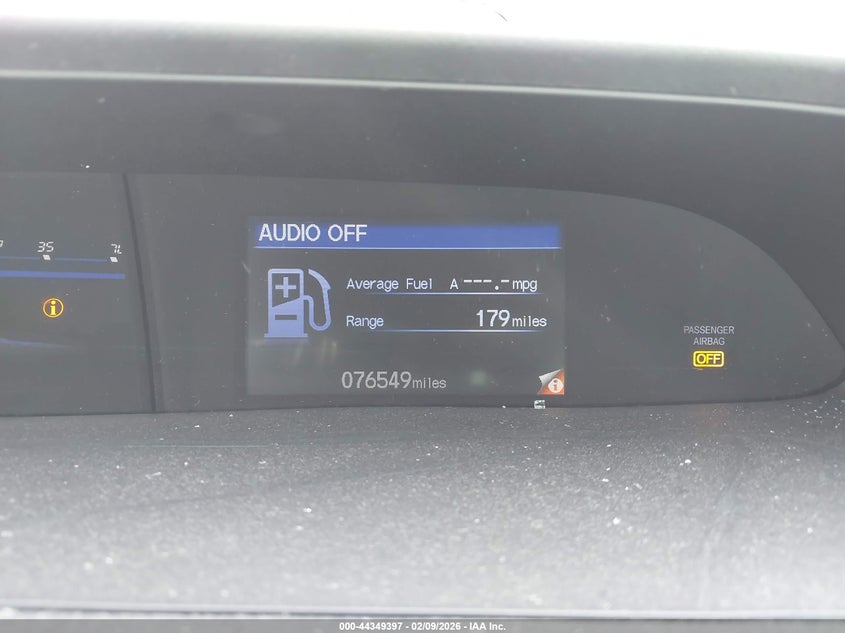 AUDIO OFF
35
Average Fuel A ---.- mpg
Range 179 miles
PASSENGER
AIRBAG
OFF
076549 miles
000-44349397 - 02/09/2026 - IAA Inc.